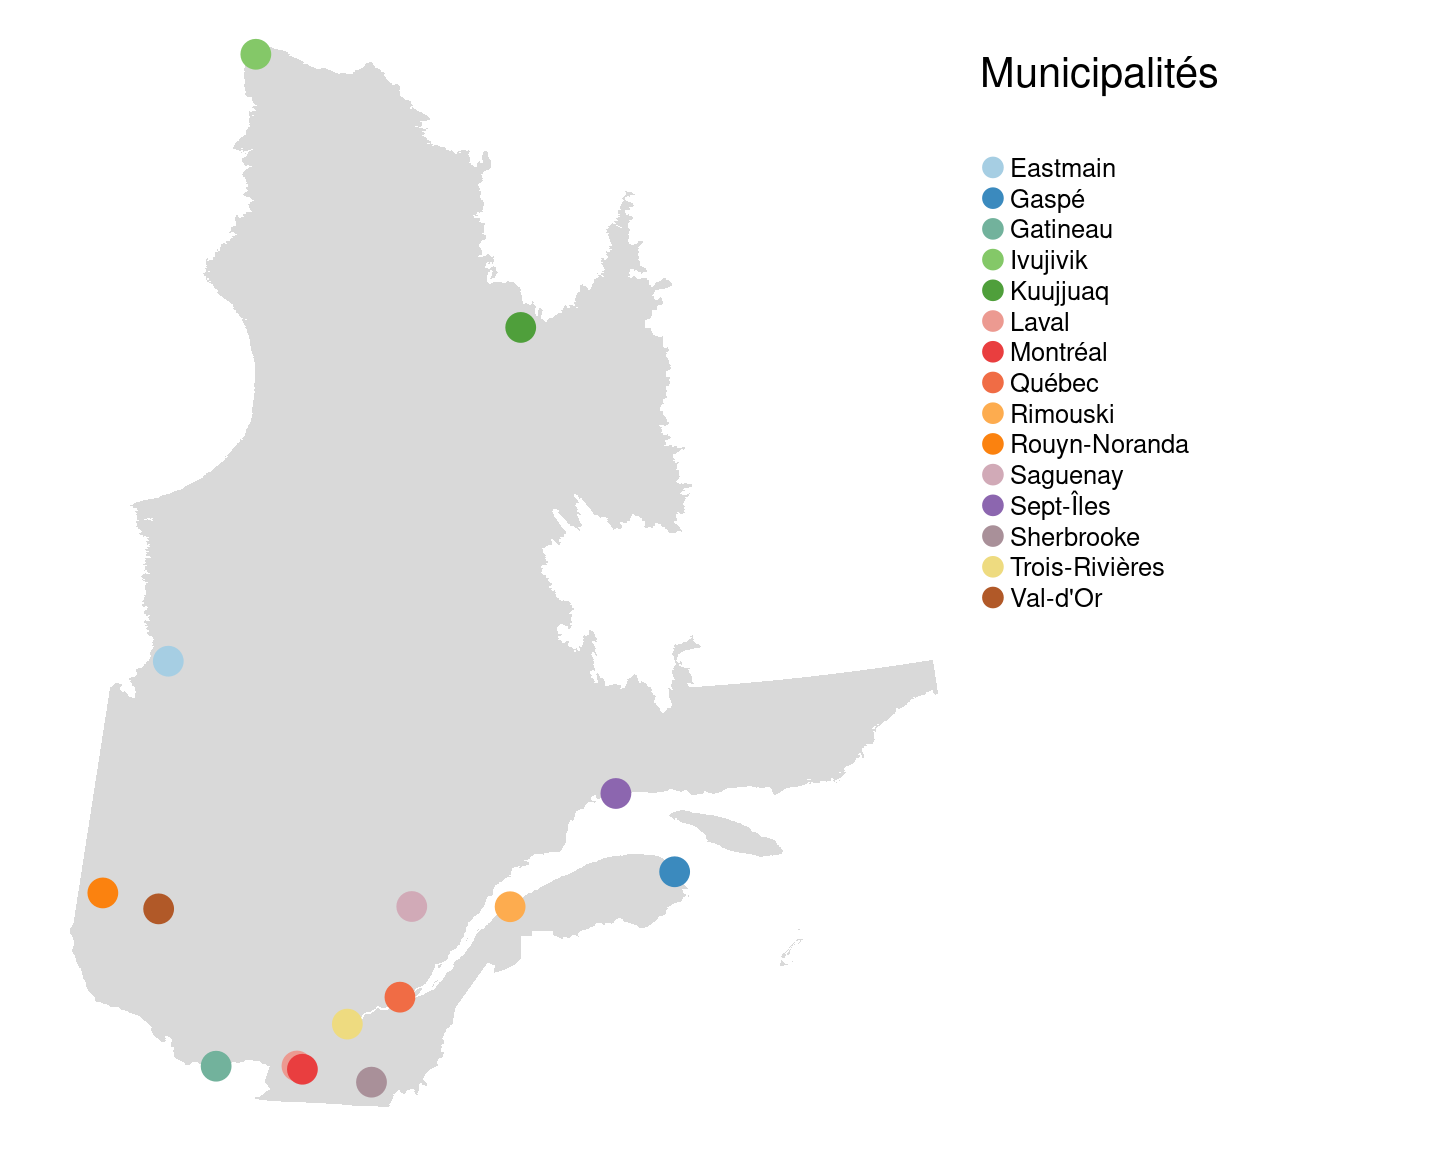 Municipalités
Eastmain
Gaspé
Gatineau
Ivujivik
Kuujjuaq
Laval
Montréal
Québec
Rimouski
Rouyn-Noranda
Saguenay
Sept-Îles
Sherbrooke
Trois-Rivières
Val-d'Or